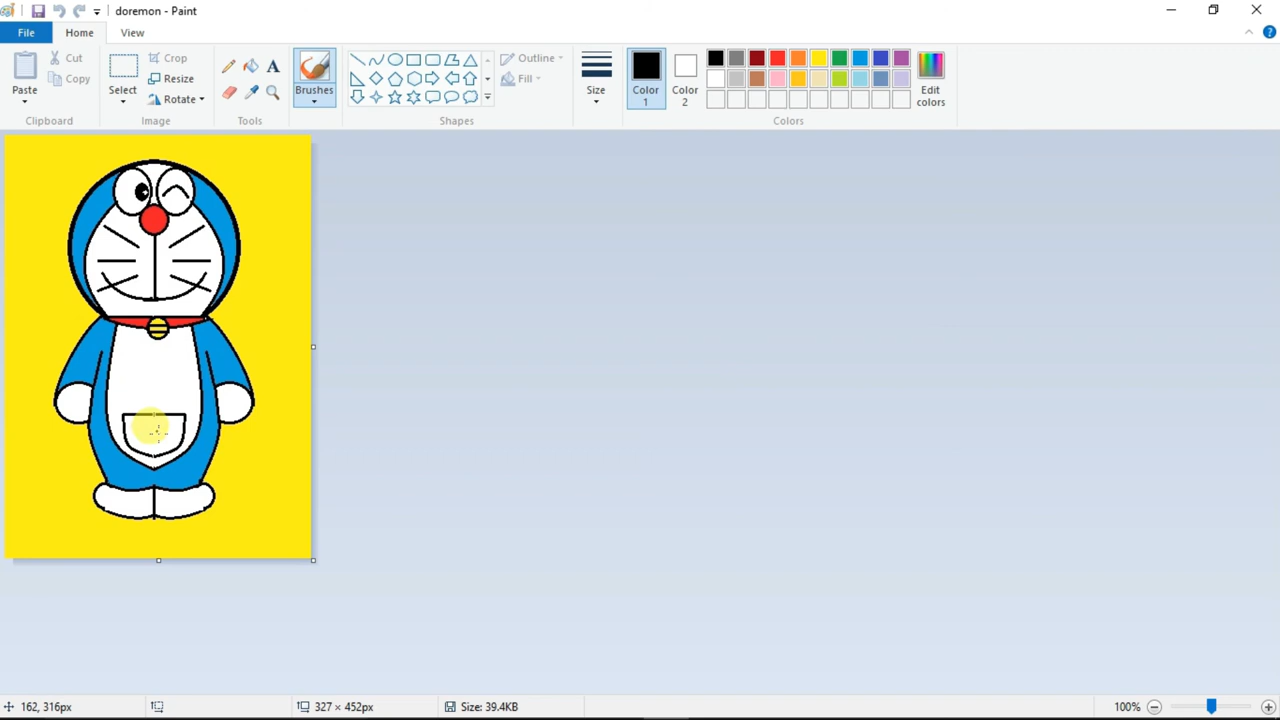 doremon - Paint
File Home View
Paste
Cut
Copy
Clipboard
Select
Crop
Resize
Rotate
Image
A
Tools
Brushes
Outline
Fill
Shapes
Size
Color 1
Color 2
Edit colors
Colors
162, 316px
327 × 452px
Size: 39.4KB
100%